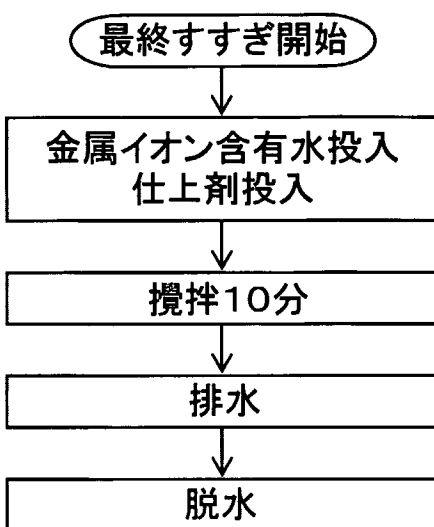 最終すすぎ開始
金属イオン含有水投入
仕上剤投入
攪拌10分
排水
脱水